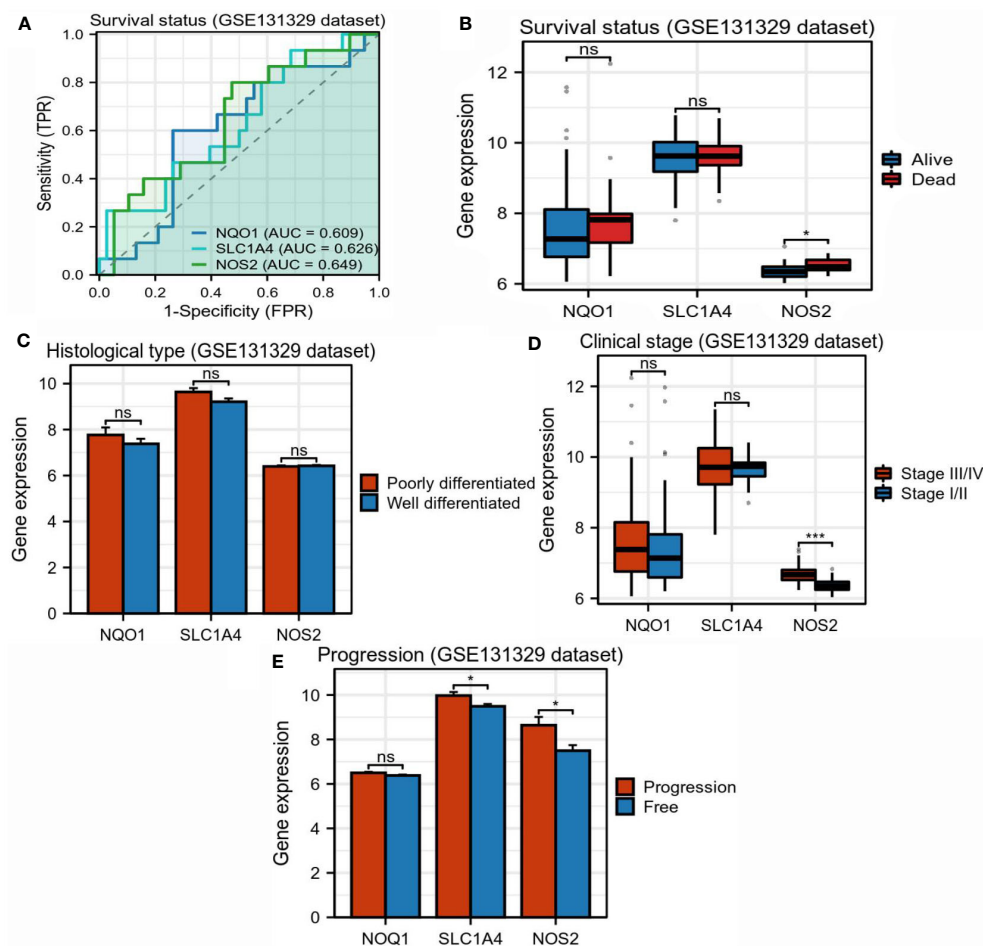 A
Survival status (GSE131329 dataset)
1.0
0.8
0.6
0.4
0.2
0.0
Sensitivity (TPR)
NQO1 (AUC = 0.609)
SLC1A4 (AUC = 0.626)
NOS2 (AUC = 0.649)
0.0 0.2 0.4 0.6 0.8 1.0
1-Specificity (FPR)
B
Survival status (GSE131329 dataset)
ns
ns
*
12
10
8
6
Gene expression
NQO1 SLC1A4 NOS2
Alive
Dead
C
Histological type (GSE131329 dataset)
ns
ns
ns
10
8
6
4
2
0
Gene expression
NQO1 SLC1A4 NOS2
Poorly differentiated
Well differentiated
D
Clinical stage (GSE131329 dataset)
ns
ns
***
12
10
8
6
Gene expression
NQO1 SLC1A4 NOS2
Stage III/IV
Stage I/II
E
Progression (GSE131329 dataset)
ns
*
*
10
8
6
4
2
0
Gene expression
NOQ1 SLC1A4 NOS2
Progression
Free